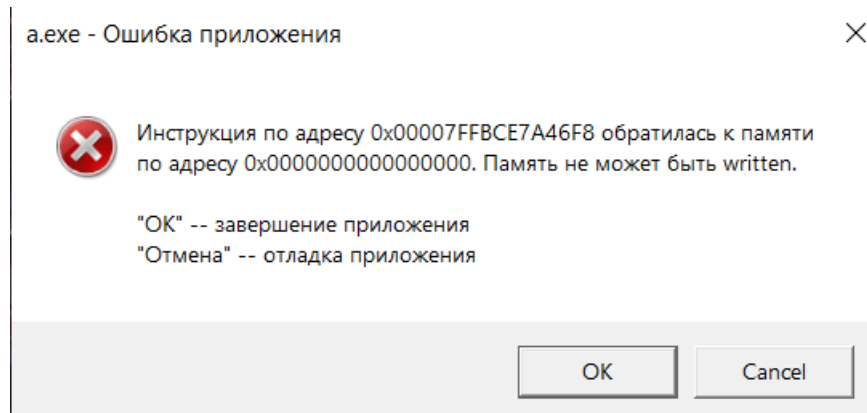 a.exe - Ошибка приложения
Инструкция по адресу 0x00007FFBCE7A46F8 обратилась к памяти
по адресу 0x0000000000000000. Память не может быть written.
"ОК" -- завершение приложения
"Отмена" -- отладка приложения
OK
Cancel